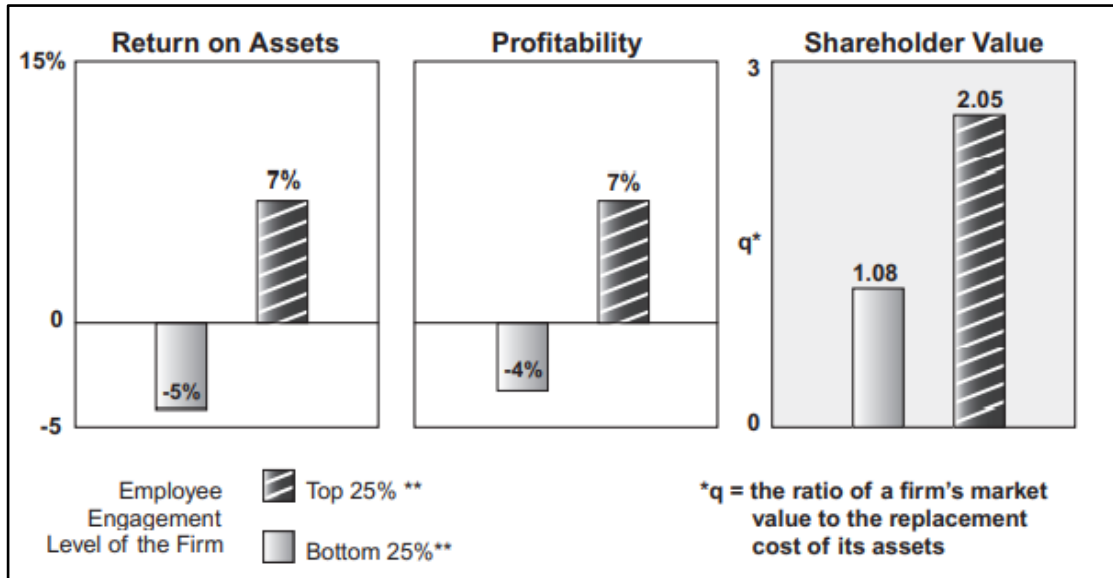 Return on Assets
Profitability
Shareholder Value
15%
0
-5
7%
-5%
7%
-4%
3
q*
0
1.08
2.05
Employee
Engagement
Level of the Firm
Top 25% **
Bottom 25%**
*q = the ratio of a firm's market
value to the replacement
cost of its assets